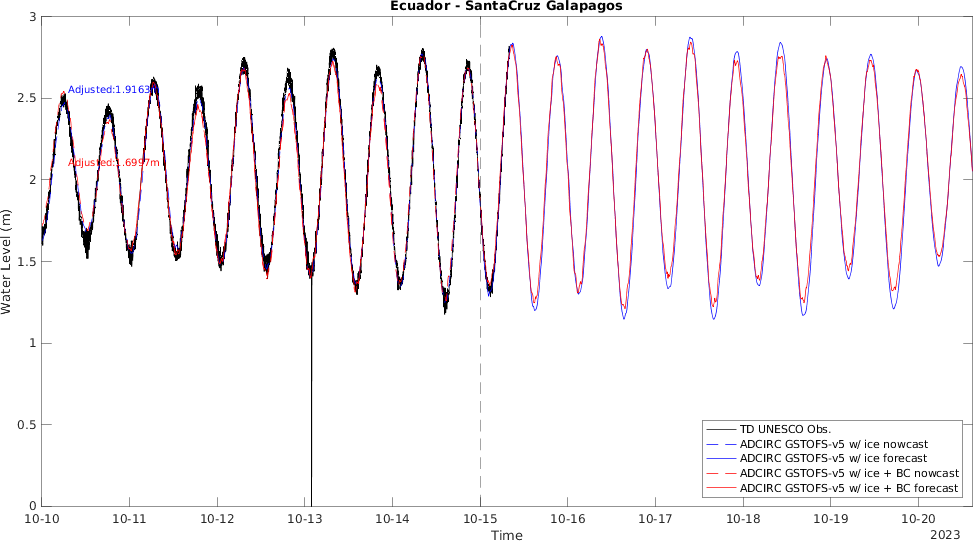 Ecuador - SantaCruz Galapagos
3
2.5
2
1.5
1
0.5
0
Water Level (m)
Adjusted:1.9163
Adjusted:1.6997m
TD UNESCO Obs.
ADCIRC GSTOFS-v5 w/ ice nowcast
ADCIRC GSTOFS-v5 w/ ice forecast
ADCIRC GSTOFS-v5 w/ ice + BC nowcast
ADCIRC GSTOFS-v5 w/ ice + BC forecast
10-10 10-11 10-12 10-13 10-14 10-15 10-16 10-17 10-18 10-19 10-20
Time
2023